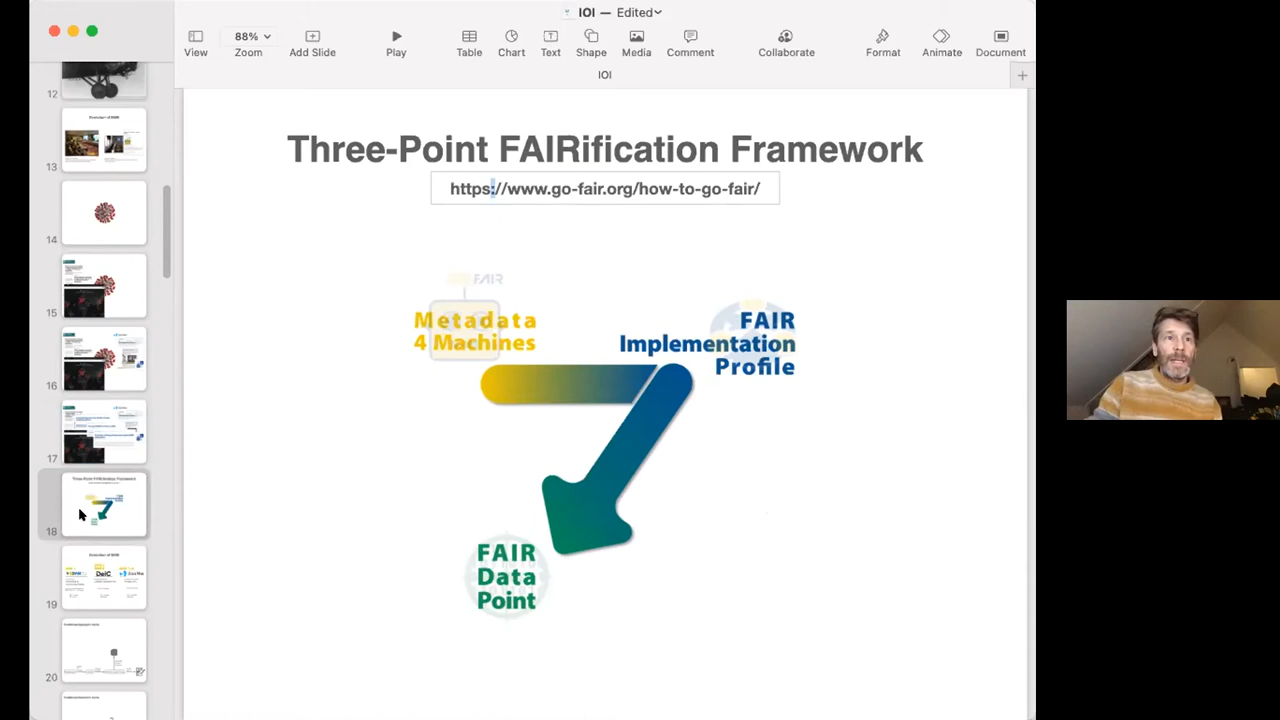 IOI — Edited
88%
View
Zoom
Add Slide
Play
Table
Chart
Text
Shape
Media
Comment
Collaborate
Format
Animate
Document
IOI
12
13
14
15
16
17
18
19
20
Three-Point FAIRification Framework
https://www.go-fair.org/how-to-go-fair/
FAIR
Metadata
4 Machines
FAIR
Implementation
Profile
FAIR
Data
Point